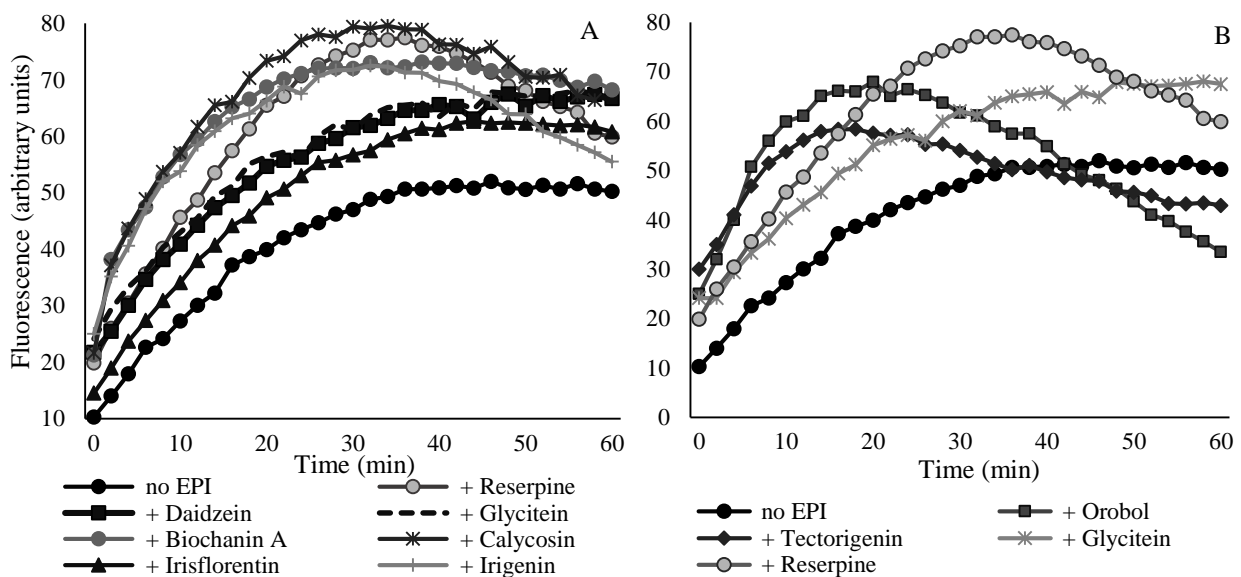 A
Fluorescence (arbitrary units)
80
70
60
50
40
30
20
10
0 10 20 30 40 50 60
Time (min)
no EPI
+ Reserpine
+ Daidzein
+ Glycitein
+ Biochanin A
+ Calycosin
+ Irisflorentin
+ Irigenin
B
80
70
60
50
40
30
20
10
0
0 10 20 30 40 50 60
Time (min)
no EPI
+ Orobol
+ Tectorigenin
+ Glycitein
+ Reserpine